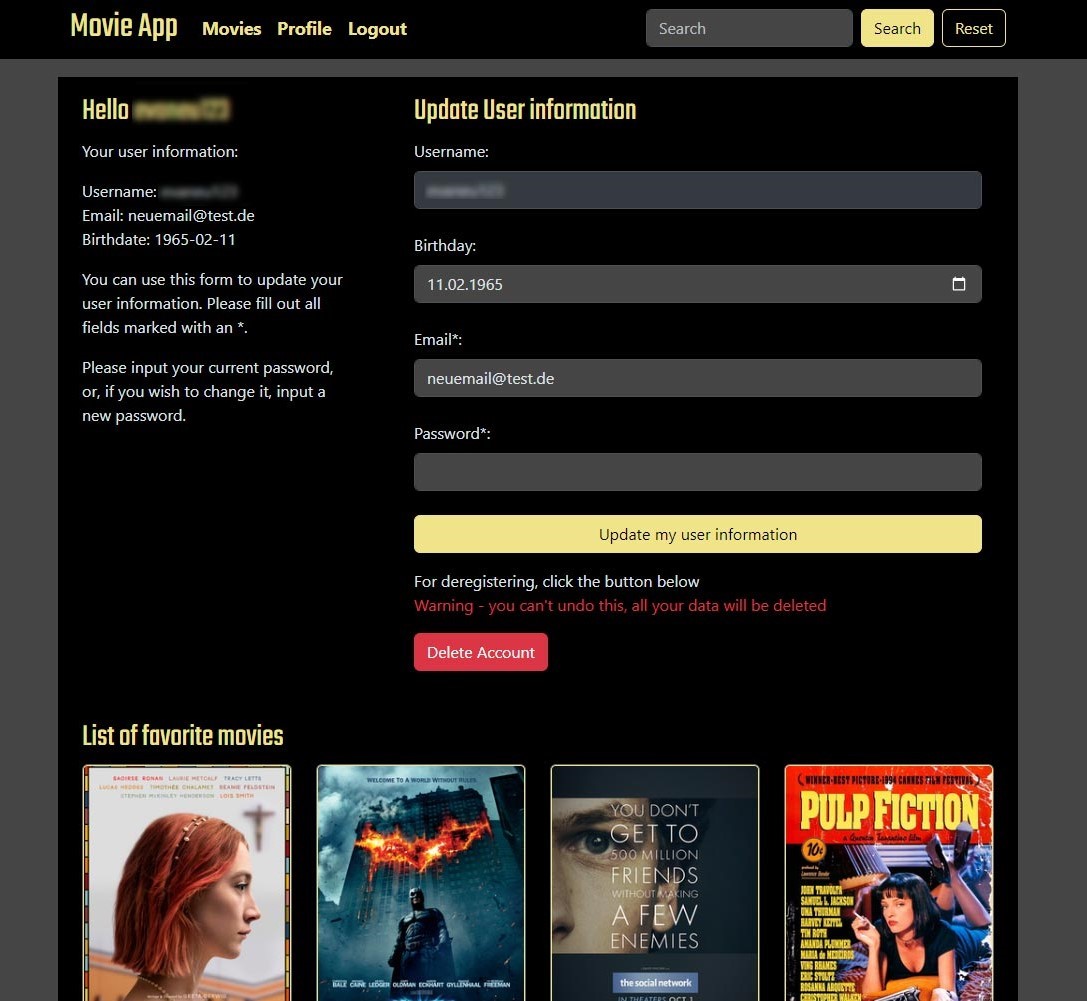 Movie App
Movies
Profile
Logout
Search
Search
Reset
Hello
Your user information:
Username:
Email: neuemail@test.de
Birthdate: 1965-02-11
You can use this form to update your
user information. Please fill out all
fields marked with an *.
Please input your current password,
or, if you wish to change it, input a
new password.
Update User information
Username:
Birthday:
11.02.1965
Email*:
neuemail@test.de
Password*:
Update my user information
For deregistering, click the button below
Warning - you can't undo this, all your data will be deleted
Delete Account
List of favorite movies
SAOIRSE RONAN LAURIE METCALF TRACY LETTS
LUCAS HEDGES TIMOTHÉE CHALAMET BEANIE FELDSTEIN
STEPHEN McKINLEY HENDERSON LOIS SMITH
WELCOME TO A WORLD WITHOUT RULES.
BALE CAINE LEDGER OLDMAN ECKHART GYLLENHAAL FREEMAN
YOU DON'T
GET TO
500 MILLION
FRIENDS
WITHOUT MAKING
A FEW
ENEMIES
the social network
IN THEATERS OCT 1
WINNER-BEST PICTURE-1994 CANNES FILM FESTIVAL
PULP FICTION
a Quentin Tarantino film
10¢
JOHN TRAVOLTA
SAMUEL L. JACKSON
UMA THURMAN
HARVEY KEITEL
TIM ROTH
AMANDA PLUMMER
MARIA de MEDEIROS
VING RHAMES
ERIC STOLTZ
ROSANNA ARQUETTE
CHRISTOPHER WALKEN